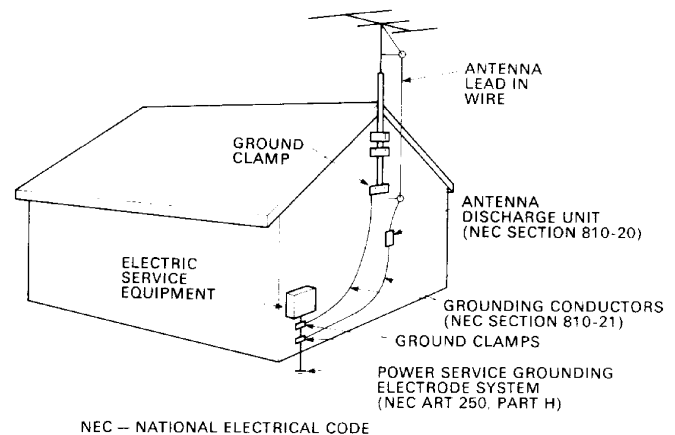 ANTENNA
LEAD IN
WIRE
GROUND
CLAMP
ANTENNA
DISCHARGE UNIT
(NEC SECTION 810-20)
ELECTRIC
SERVICE
EQUIPMENT
GROUNDING CONDUCTORS
(NEC SECTION 810-21)
GROUND CLAMPS
POWER SERVICE GROUNDING
ELECTRODE SYSTEM
(NEC ART 250, PART H)
NEC — NATIONAL ELECTRICAL CODE